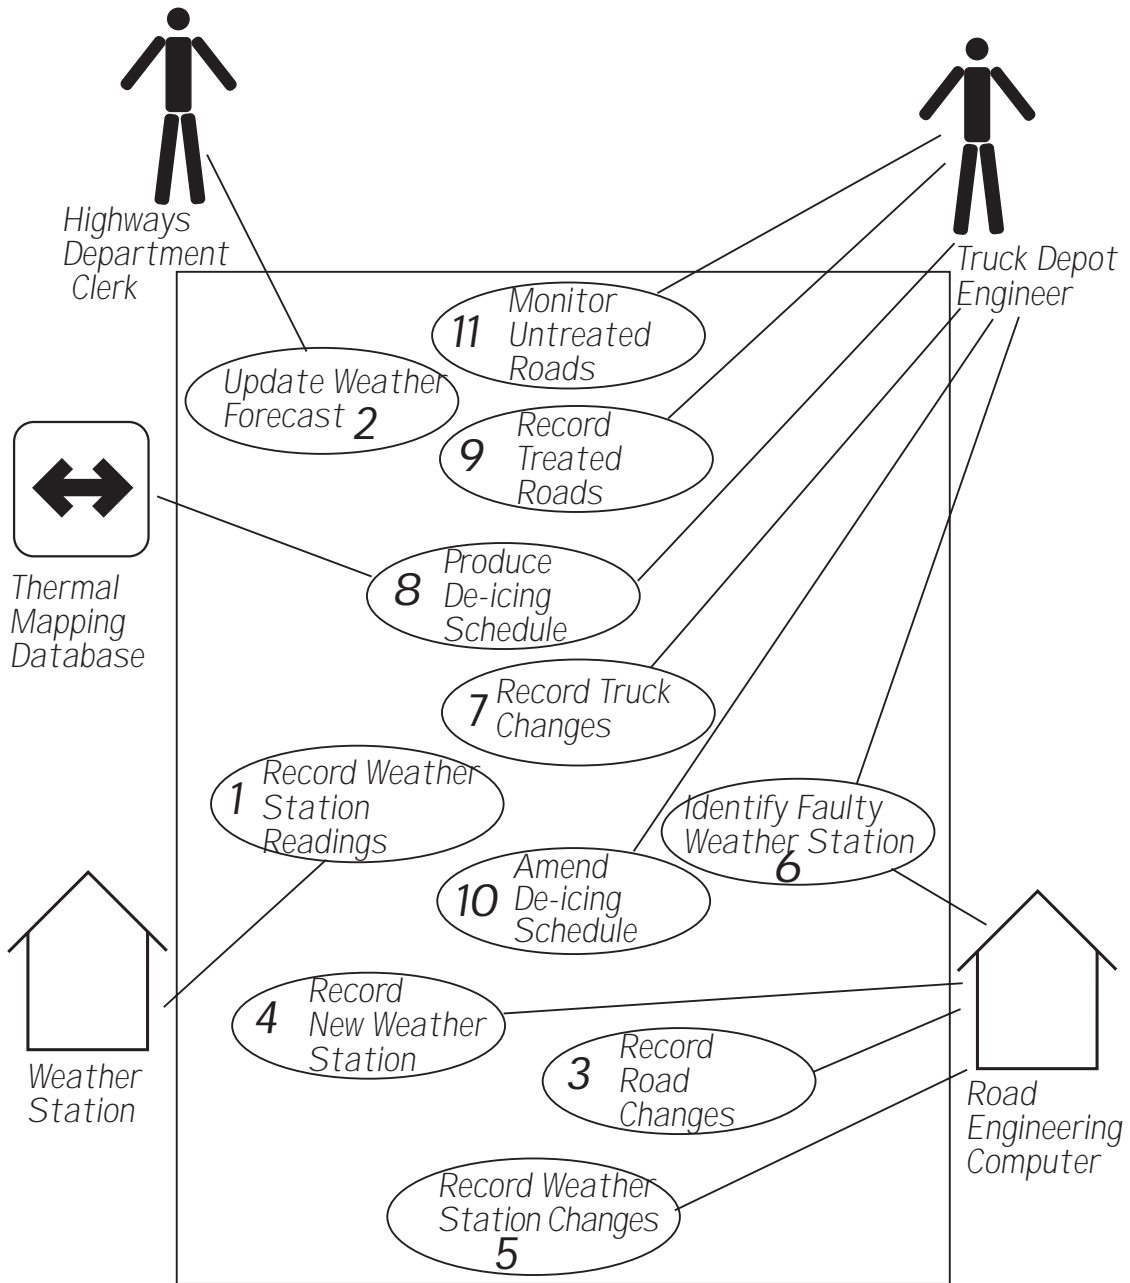 Highways
Department
Clerk
Truck Depot
Engineer
11 Monitor
Untreated
Roads
Update Weather
Forecast 2
9 Record
Treated
Roads
Thermal
Mapping
Database
8 Produce
De-icing
Schedule
7 Record Truck
Changes
1 Record Weather
Station
Readings
Identify Faulty
Weather Station
6
10 Amend
De-icing
Schedule
Weather
Station
4 Record
New Weather
Station
3 Record
Road
Changes
Road
Engineering
Computer
Record Weather
Station Changes
5